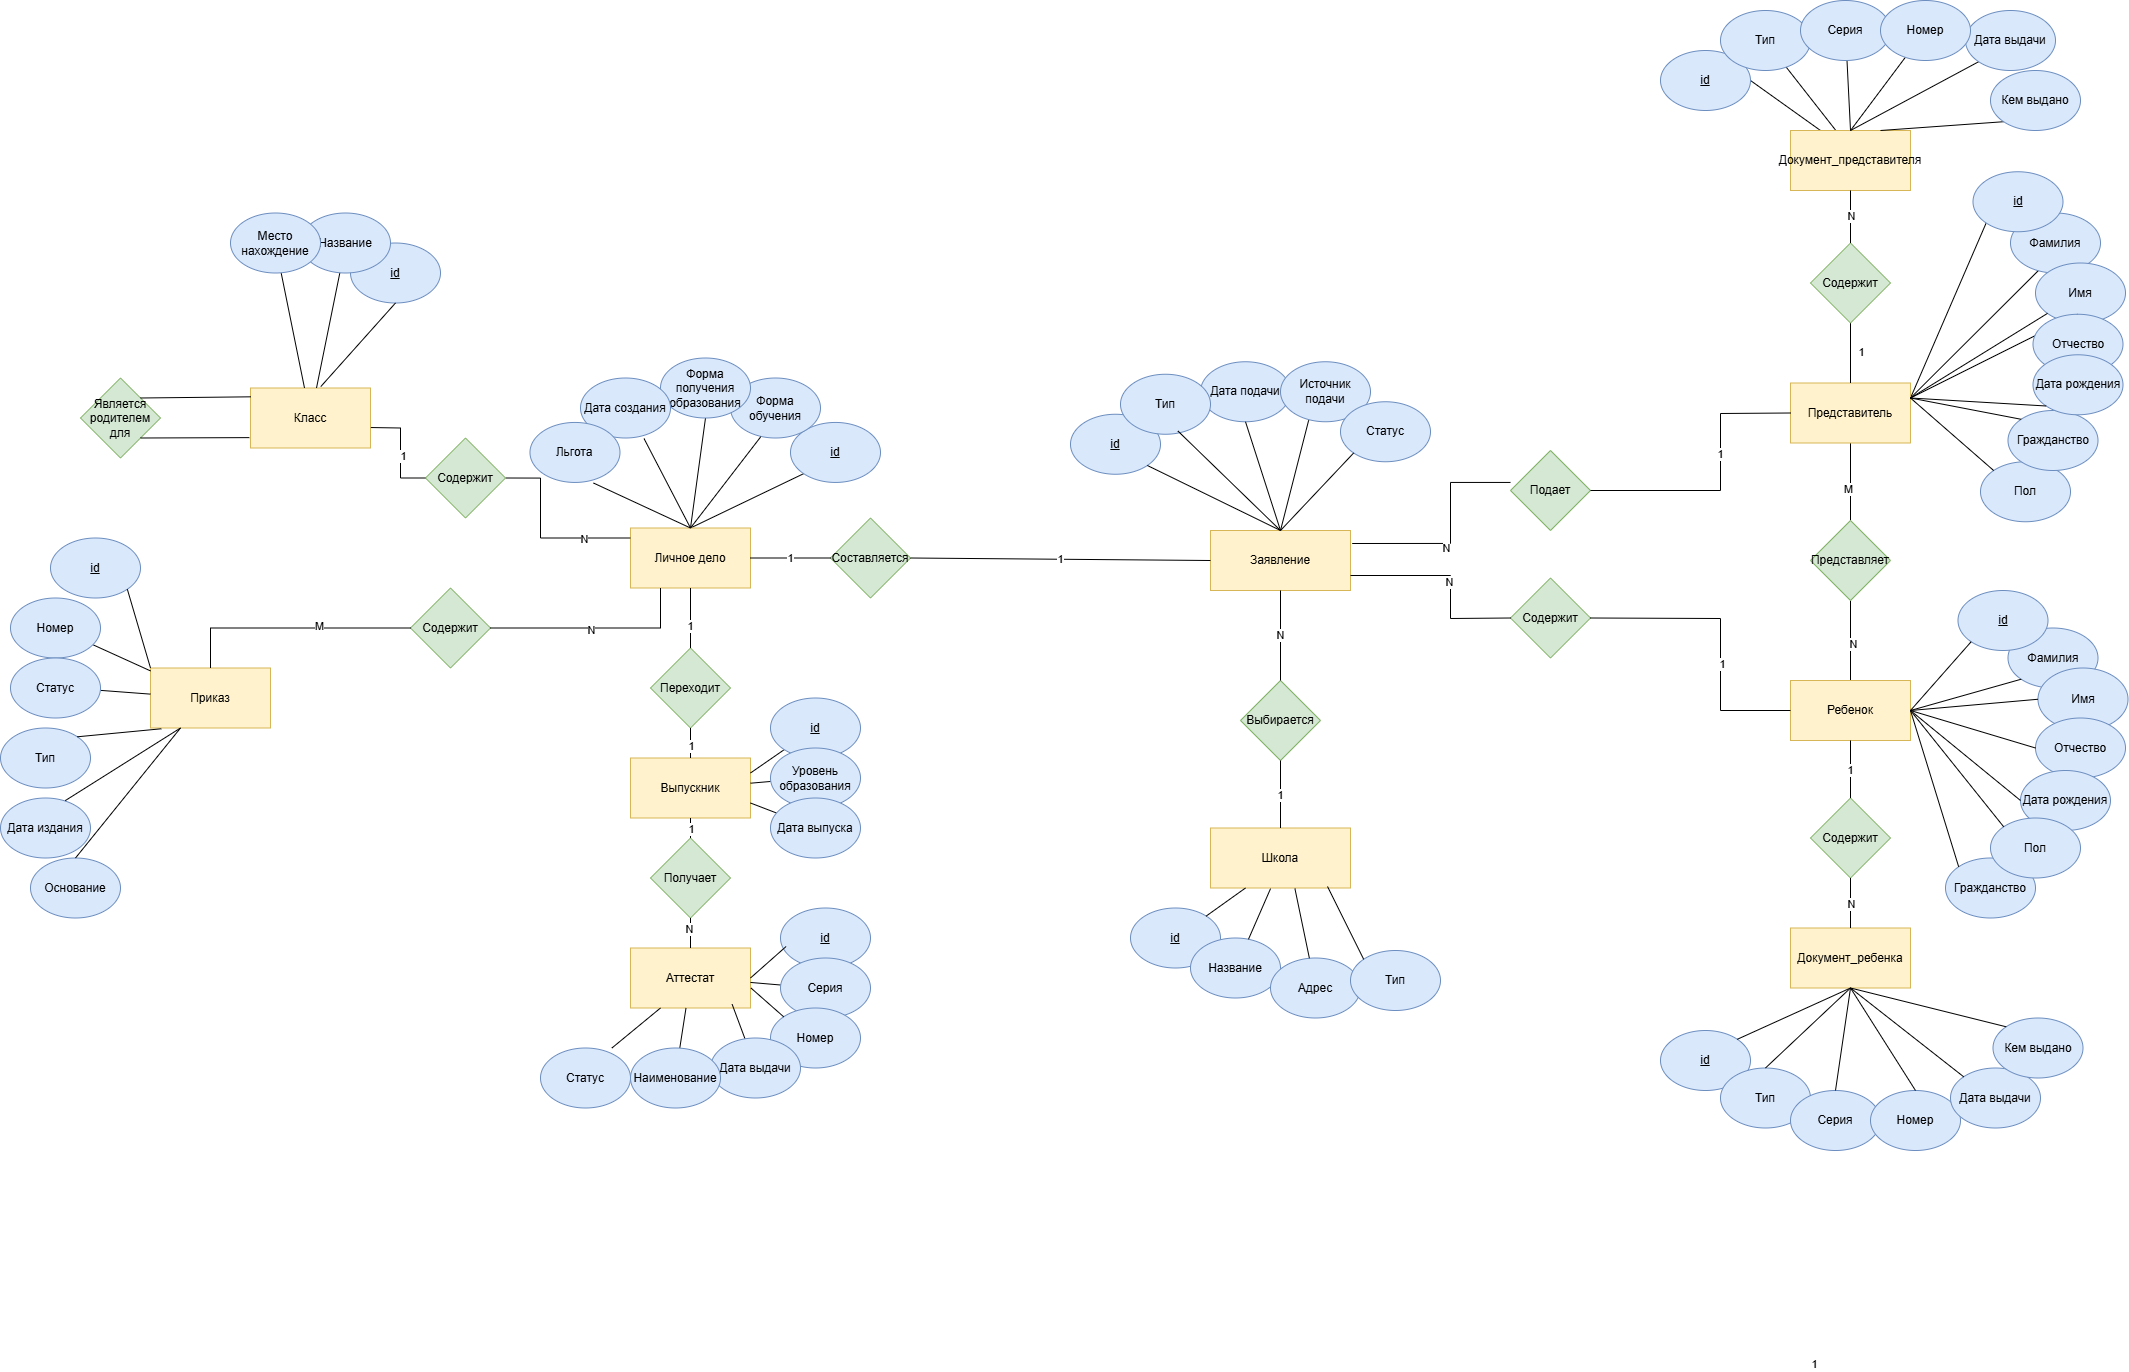 Тип
Серия
Номер
Дата выдачи
id
Кем выдано
Документ_представителя
N
Содержит
1
id
Фамилия
Имя
Отчество
Дата рождения
Гражданство
Пол
Представитель
Место
нахождение
Название
id
Является
родителем
для
Класс
1
Содержит
N
Льгота
Дата создания
Форма
получения
образования
Форма
обучения
id
Личное дело
1
Составляется
1
id
Тип
Дата подачи
Источник
подачи
Статус
Заявление
N
Подает
1
N
Содержит
1
M
Представляет
N
id
Фамилия
Имя
Отчество
Дата рождения
Пол
Гражданство
Ребенок
1
Содержит
N
Документ_ребенка
id
Тип
Серия
Номер
Дата выдачи
Кем выдано
id
Номер
Статус
Тип
Дата издания
Основание
Приказ
M
Содержит
N
1
Переходит
1
Выпускник
id
Уровень
образования
Дата выпуска
1
Получает
N
Аттестат
id
Серия
Номер
Дата выдачи
Наименование
Статус
N
Выбирается
1
Школа
id
Название
Адрес
Тип
1